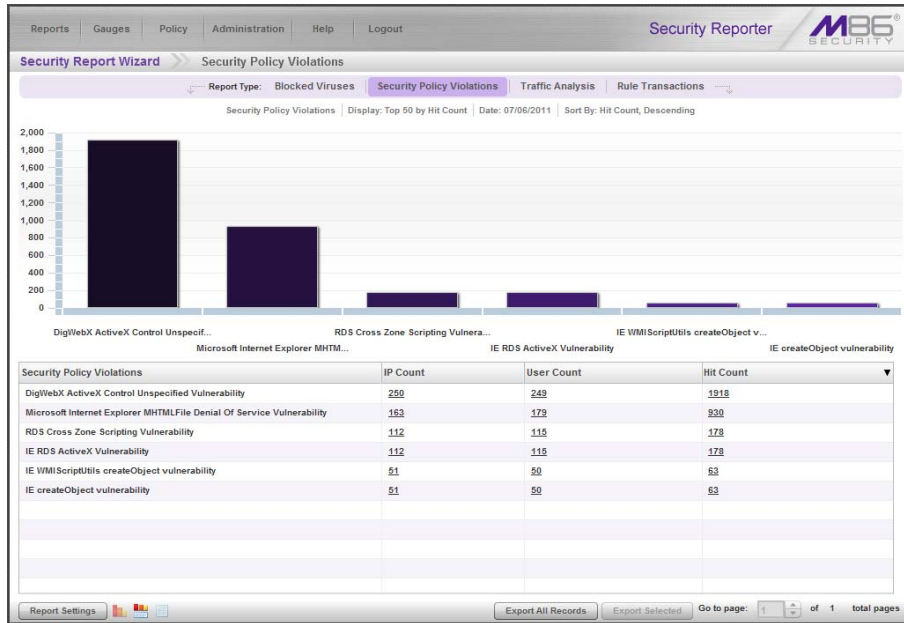 Reports Gauges Policy Administration Help Logout Security Reporter M86® SECURITY
Security Report Wizard Security Policy Violations
Report Type: Blocked Viruses Security Policy Violations Traffic Analysis Rule Transactions
Security Policy Violations Display: Top 50 by Hit Count Date: 07/06/2011 Sort By: Hit Count, Descending
2,000
1,800
1,600
1,400
1,200
1,000
800
600
400
200
0
DigWebX ActiveX Control Unspecif... RDS Cross Zone Scripting Vulnera... IE WMIScriptUtils createObject v...
Microsoft Internet Explorer MHTM... IE RDS ActiveX Vulnerability IE createObject vulnerability
Security Policy Violations IP Count User Count Hit Count
DigWebX ActiveX Control Unspecified Vulnerability 250 249 1918
Microsoft Internet Explorer MHTMLFile Denial Of Service Vulnerability 163 179 930
RDS Cross Zone Scripting Vulnerability 112 115 178
IE RDS ActiveX Vulnerability 112 115 178
IE WMIScriptUtils createObject vulnerability 51 50 63
IE createObject vulnerability 51 50 63
Report Settings Export All Records Export Selected Go to page: 1 of 1 total pages